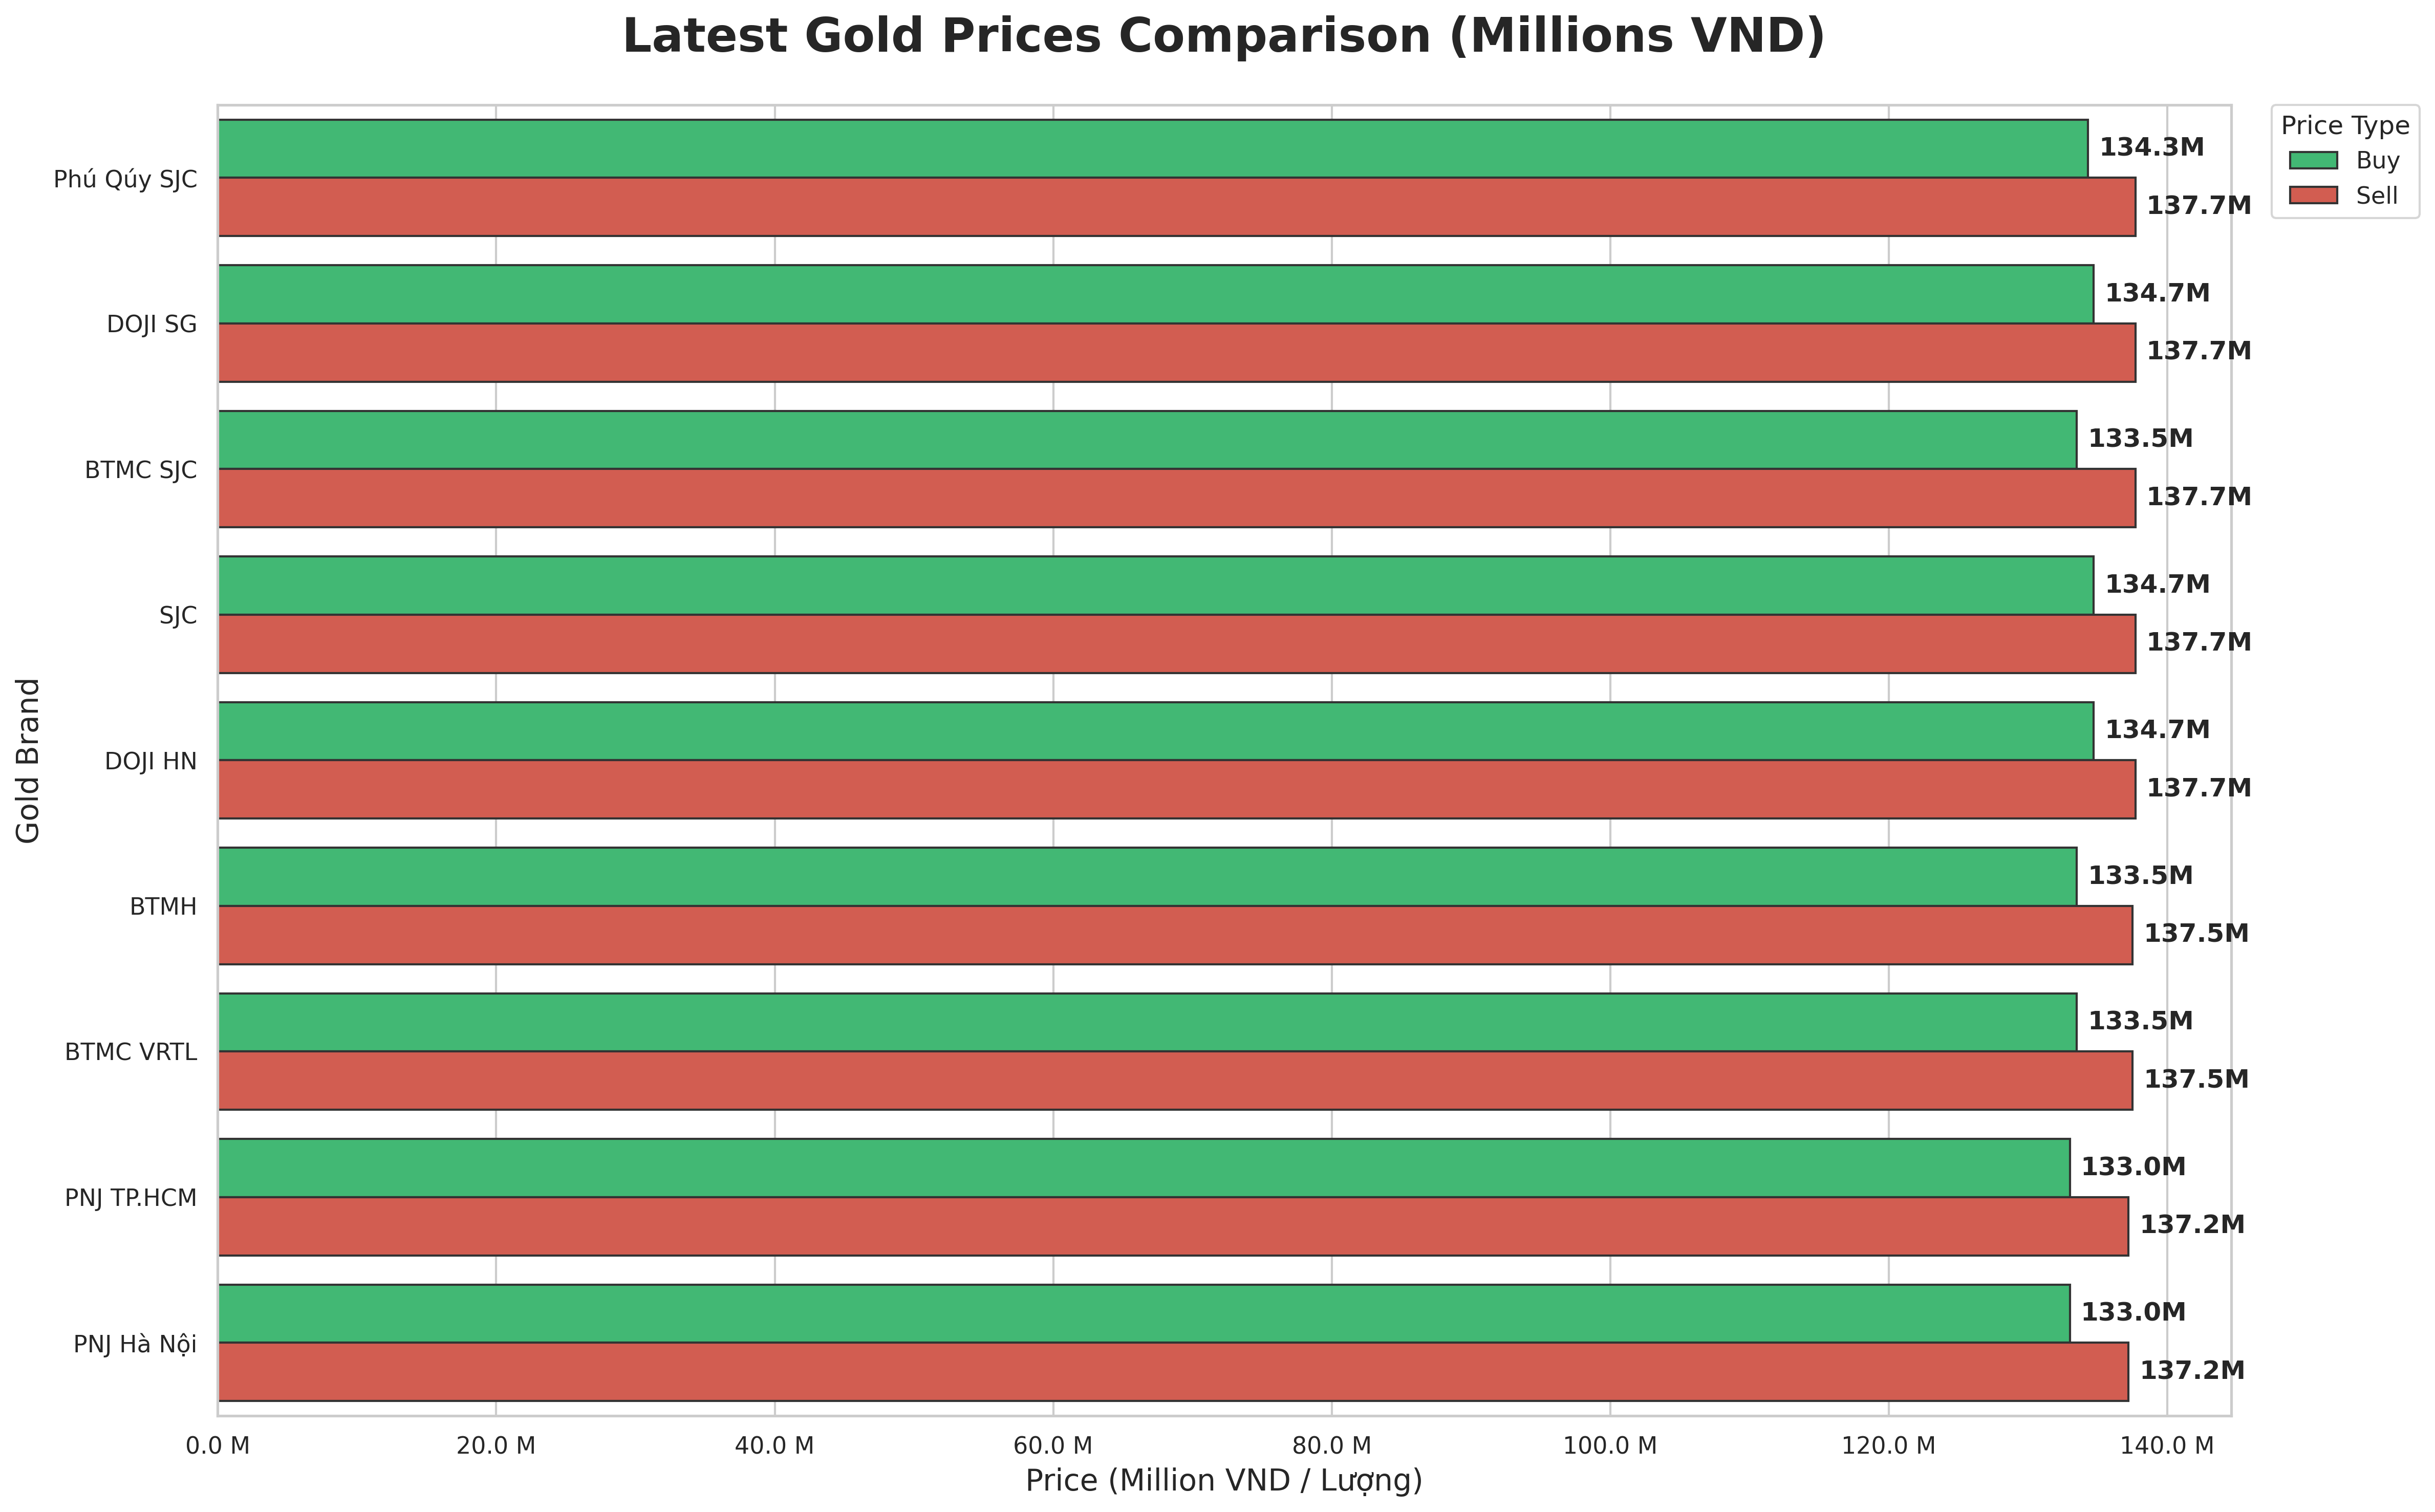 Latest Gold Prices Comparison (Millions VND)
Price Type
Buy
Sell
Gold Brand
Phú Qúy SJC
134.3M
137.7M
DOJI SG
134.7M
137.7M
BTMC SJC
133.5M
137.7M
SJC
134.7M
137.7M
DOJI HN
134.7M
137.7M
BTMH
133.5M
137.5M
BTMC VRTL
133.5M
137.5M
PNJ TP.HCM
133.0M
137.2M
PNJ Hà Nội
133.0M
137.2M
0.0 M 20.0 M 40.0 M 60.0 M 80.0 M 100.0 M 120.0 M 140.0 M
Price (Million VND / Lượng)